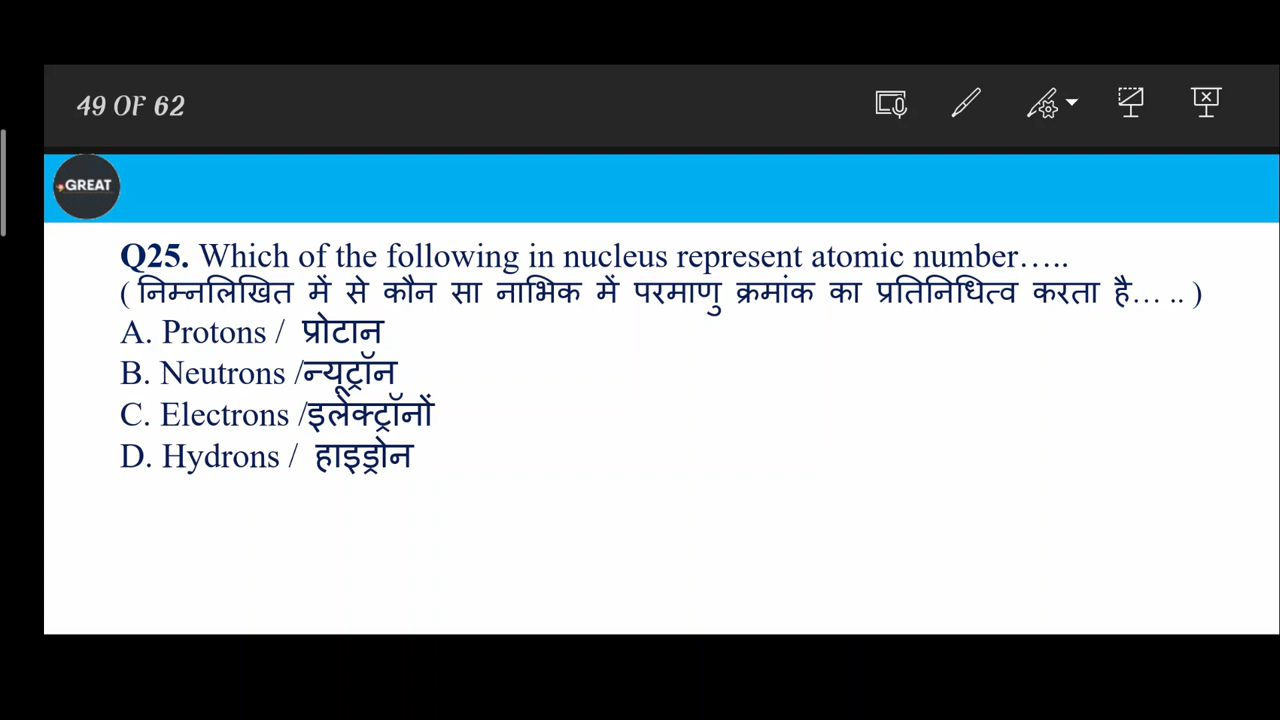 49 OF 62
GREAT
Q25. Which of the following in nucleus represent atomic number…..
( निम्नलिखित में से कौन सा नाभिक में परमाणु क्रमांक का प्रतिनिधित्व करता है… .. )
A. Protons / प्रोटान
B. Neutrons /न्यूट्रॉन
C. Electrons /इलेक्ट्रॉनों
D. Hydrons / हाइड्रोन